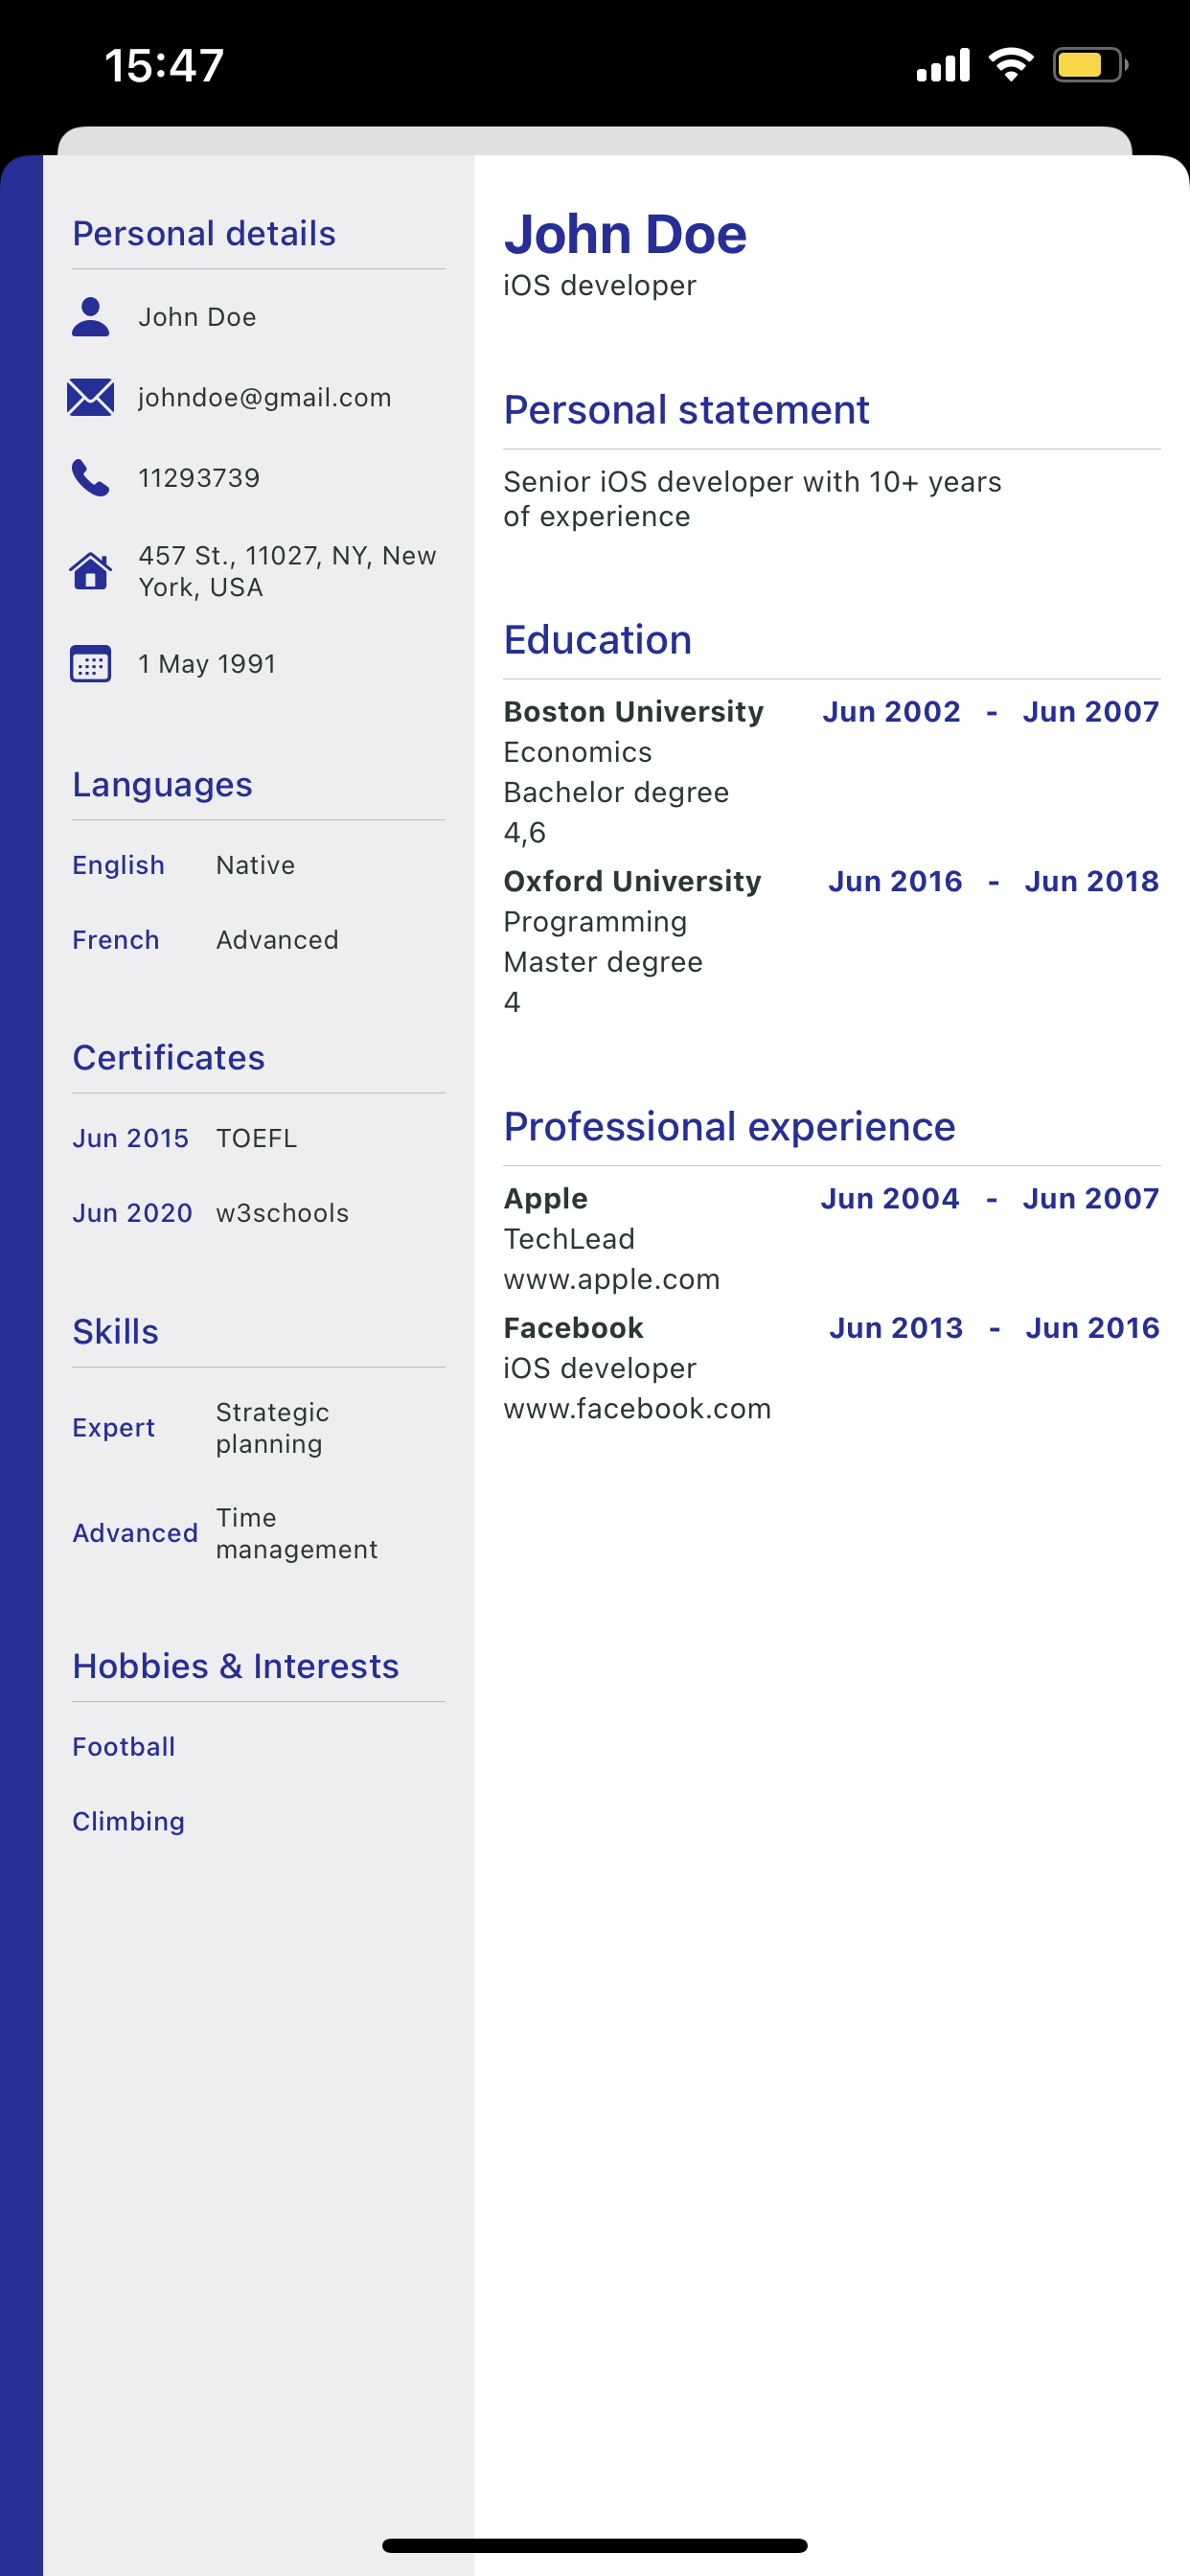 15:47
Personal details
John Doe
johndoe@gmail.com
11293739
457 St., 11027, NY, New
York, USA
1 May 1991
Languages
English Native
French Advanced
Certificates
Jun 2015 TOEFL
Jun 2020 w3schools
Skills
Expert Strategic
planning
Advanced Time
management
Hobbies & Interests
Football
Climbing
John Doe
iOS developer
Personal statement
Senior iOS developer with 10+ years
of experience
Education
Boston University Jun 2002 - Jun 2007
Economics
Bachelor degree
4,6
Oxford University Jun 2016 - Jun 2018
Programming
Master degree
4
Professional experience
Apple Jun 2004 - Jun 2007
TechLead
www.apple.com
Facebook Jun 2013 - Jun 2016
iOS developer
www.facebook.com